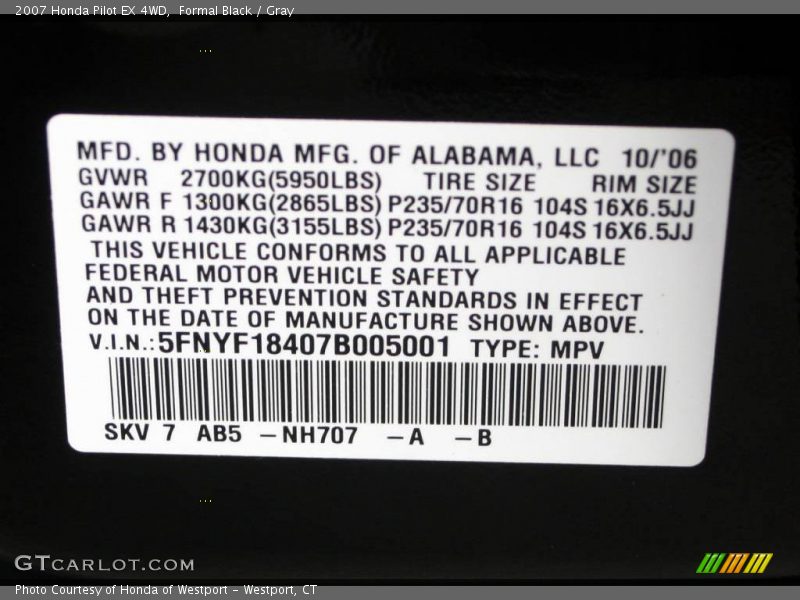 2007 Honda Pilot EX 4WD,  Formal Black / Gray
MFD. BY HONDA MFG. OF ALABAMA, LLC 10/'06
GVWR 2700KG(5950LBS) TIRE SIZE RIM SIZE
GAWR F 1300KG(2865LBS) P235/70R16 104S 16X6.5JJ
GAWR R 1430KG(3155LBS) P235/70R16 104S 16X6.5JJ
THIS VEHICLE CONFORMS TO ALL APPLICABLE
FEDERAL MOTOR VEHICLE SAFETY
AND THEFT PREVENTION STANDARDS IN EFFECT
ON THE DATE OF MANUFACTURE SHOWN ABOVE.
V.I.N.: 5FNYF18407B005001 TYPE: MPV
SKV 7 AB5 –NH707 –A –B
GTCARLOT.COM
Photo Courtesy of Honda of Westport - Westport, CT